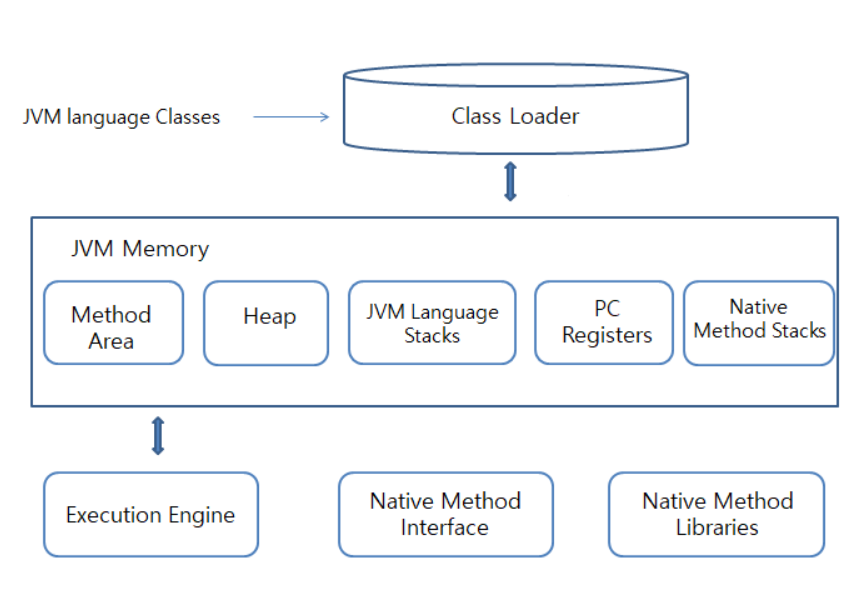 JVM language Classes
Class Loader
JVM Memory
Method
Area
Heap
JVM Language
Stacks
PC
Registers
Native
Method Stacks
Execution Engine
Native Method
Interface
Native Method
Libraries